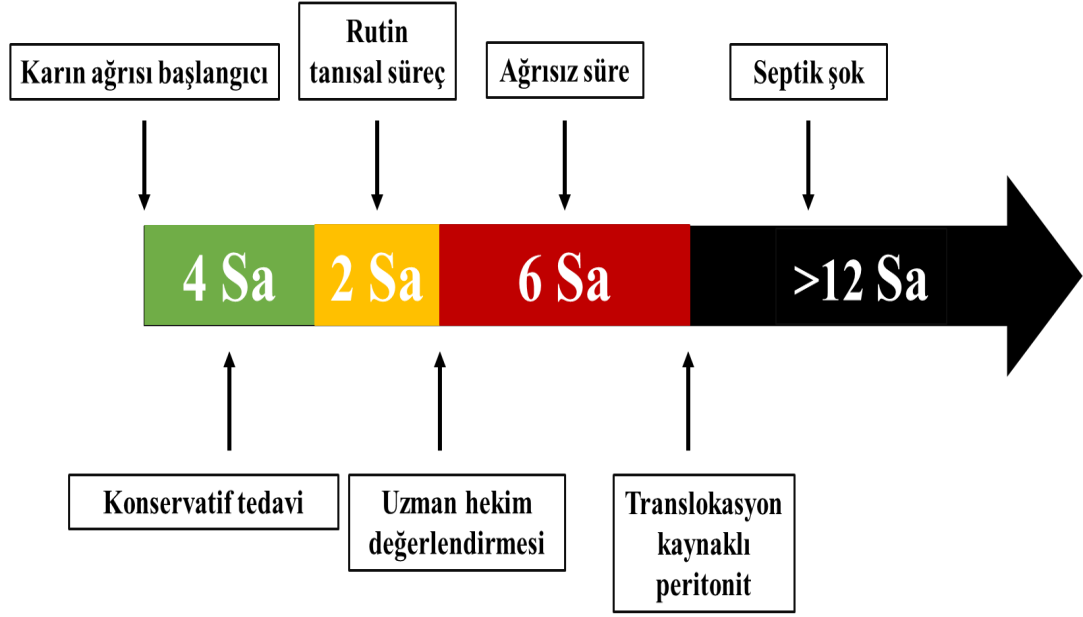 Karın ağrısı başlangıcı
Rutin
tanısal süreç
Ağrısız süre
Septik şok
4 Sa
2 Sa
6 Sa
>12 Sa
Konservatif tedavi
Uzman hekim
değerlendirmesi
Translokasyon
kaynaklı
peritonit